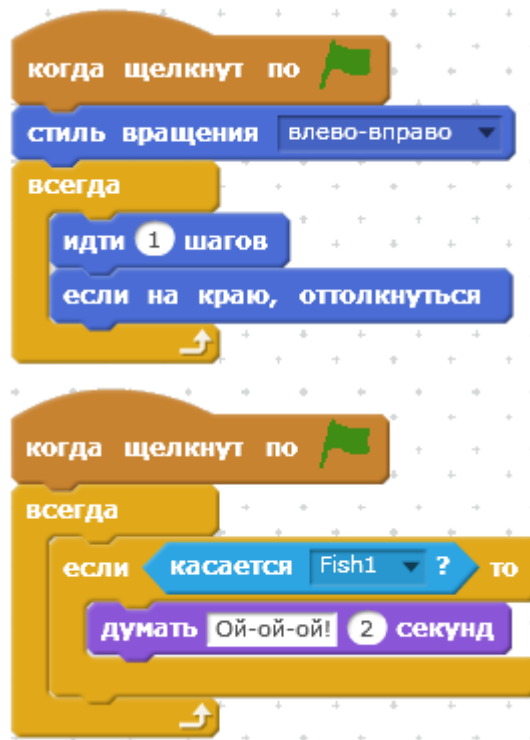 когда щелкнут по
стиль вращения влево-вправо
всегда
идти 1 шагов
если на краю, оттолкнуться
когда щелкнут по
всегда
если касается Fish1 ? то
думать Ой-ой-ой! 2 секунд